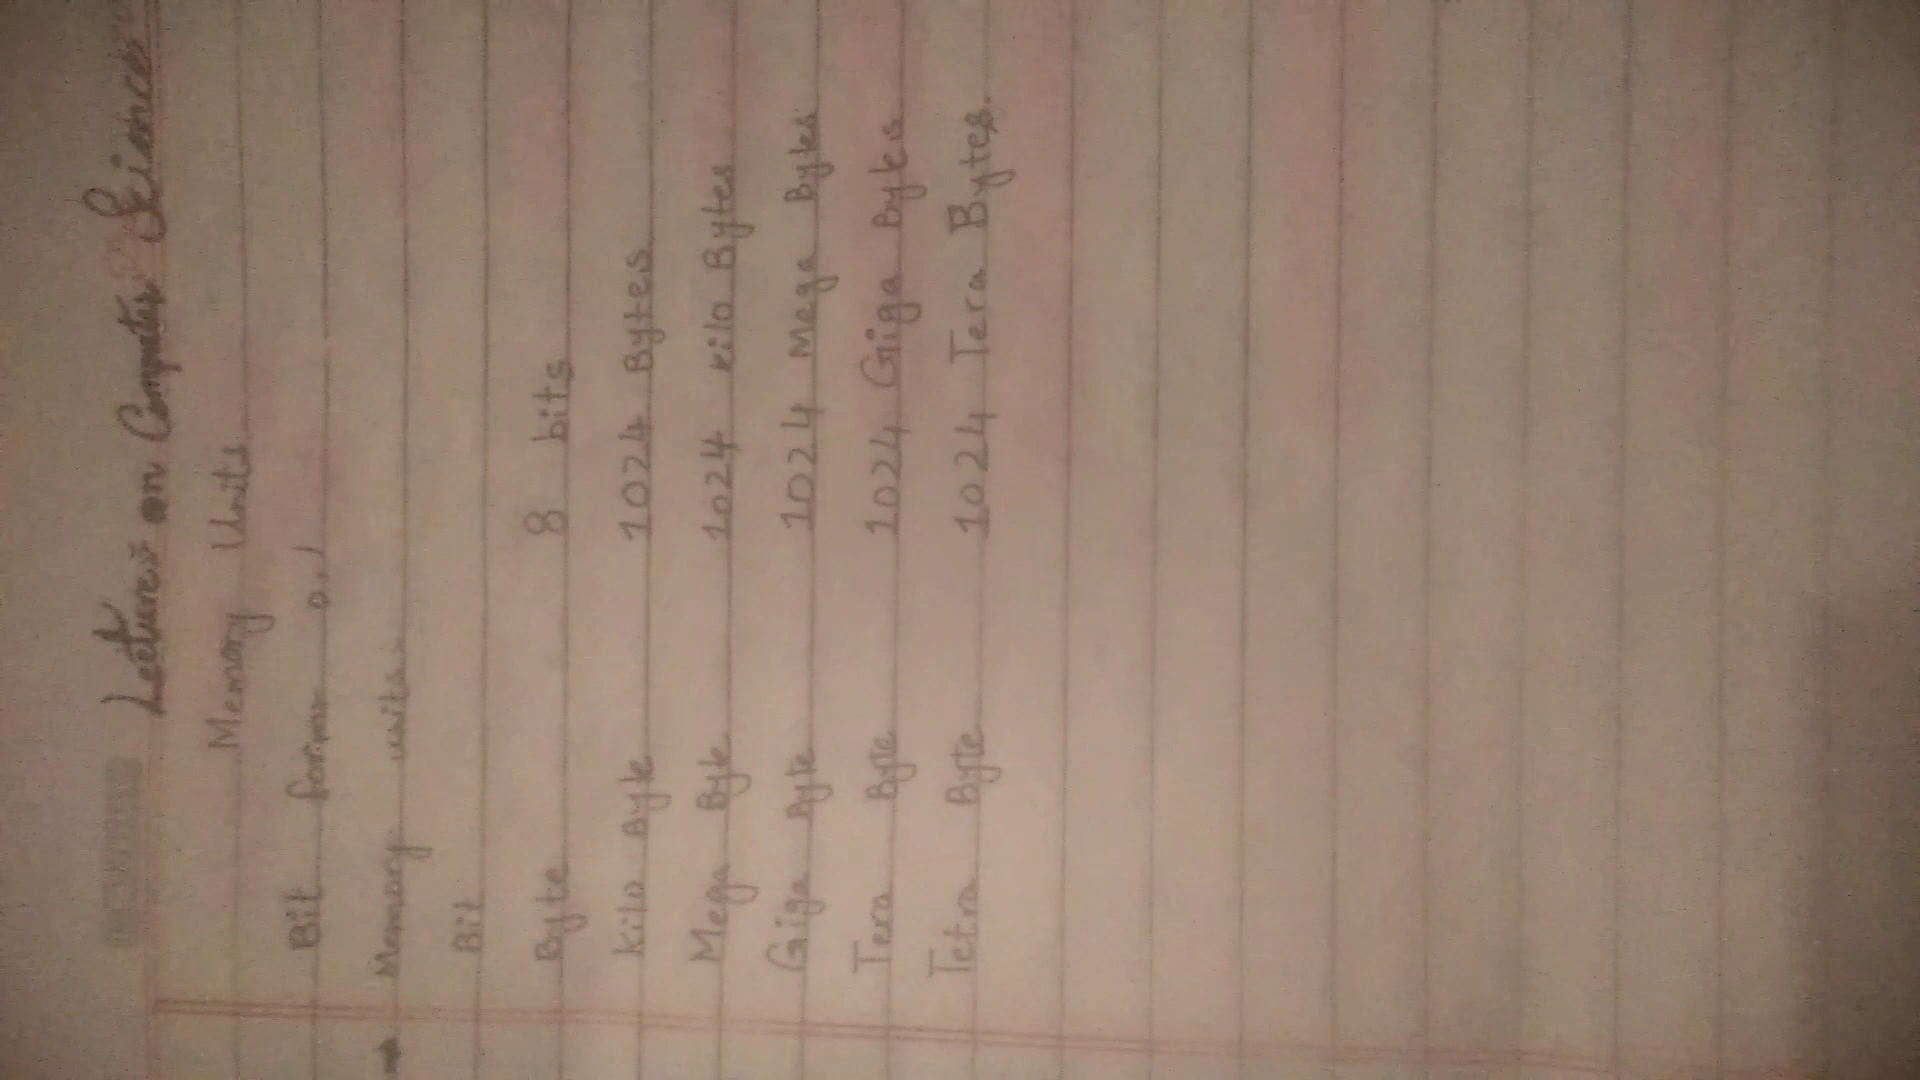 Lectures on Computer Science
Memory Units
Bit form 0,1
Memory units
Bit
Byte 8 bits
Kilo Byte 1024 Bytes
Mega Byte 1024 Kilo Bytes
Giga Byte 1024 Mega Bytes
Tera Byte 1024 Giga Bytes
Tetra Byte 1024 Tera Bytes.